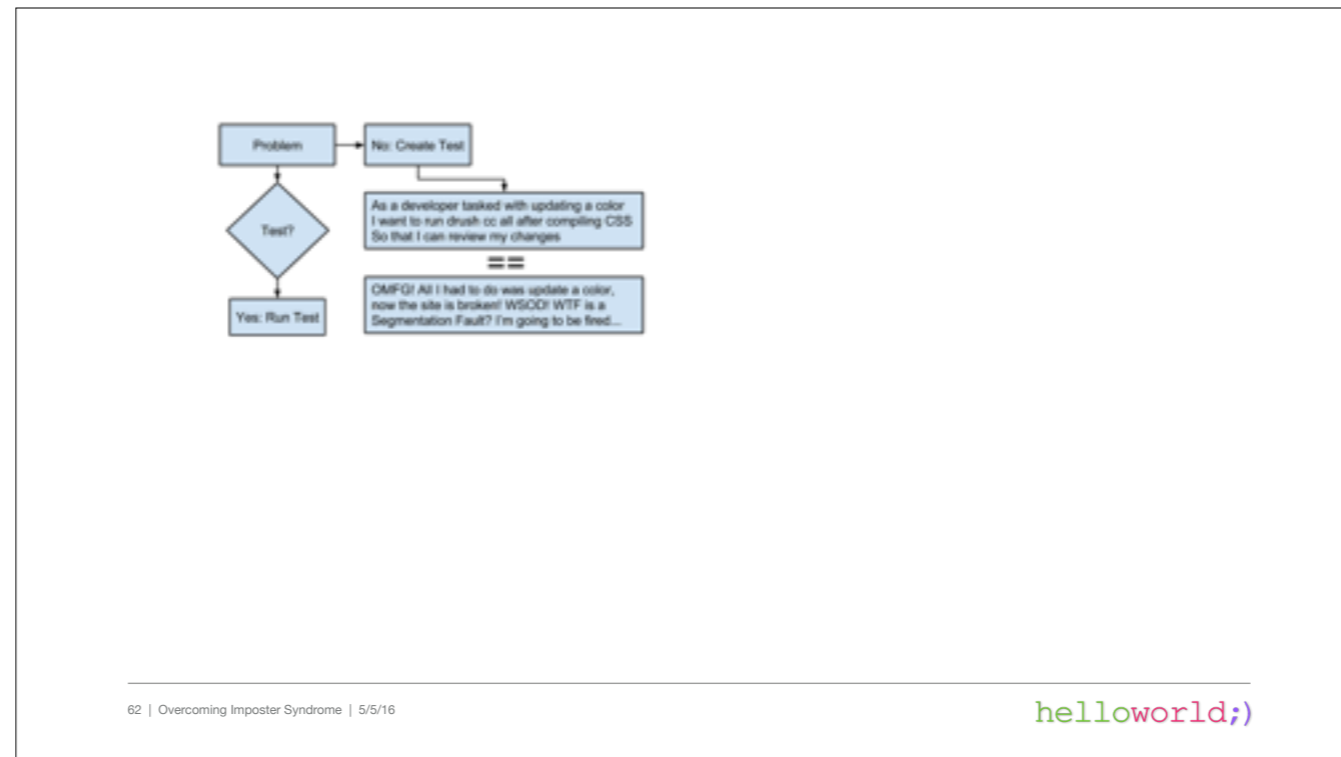 Problem
No: Create Test
Test?
Yes: Run Test
As a developer tasked with updating a color
I want to run drush cc all after compiling CSS
So that I can review my changes
==
OMFG! All I had to do was update a color,
now the site is broken! WSOD! WTF is a
Segmentation Fault? I'm going to be fired...
62 | Overcoming Imposter Syndrome | 5/5/16
helloworld;)